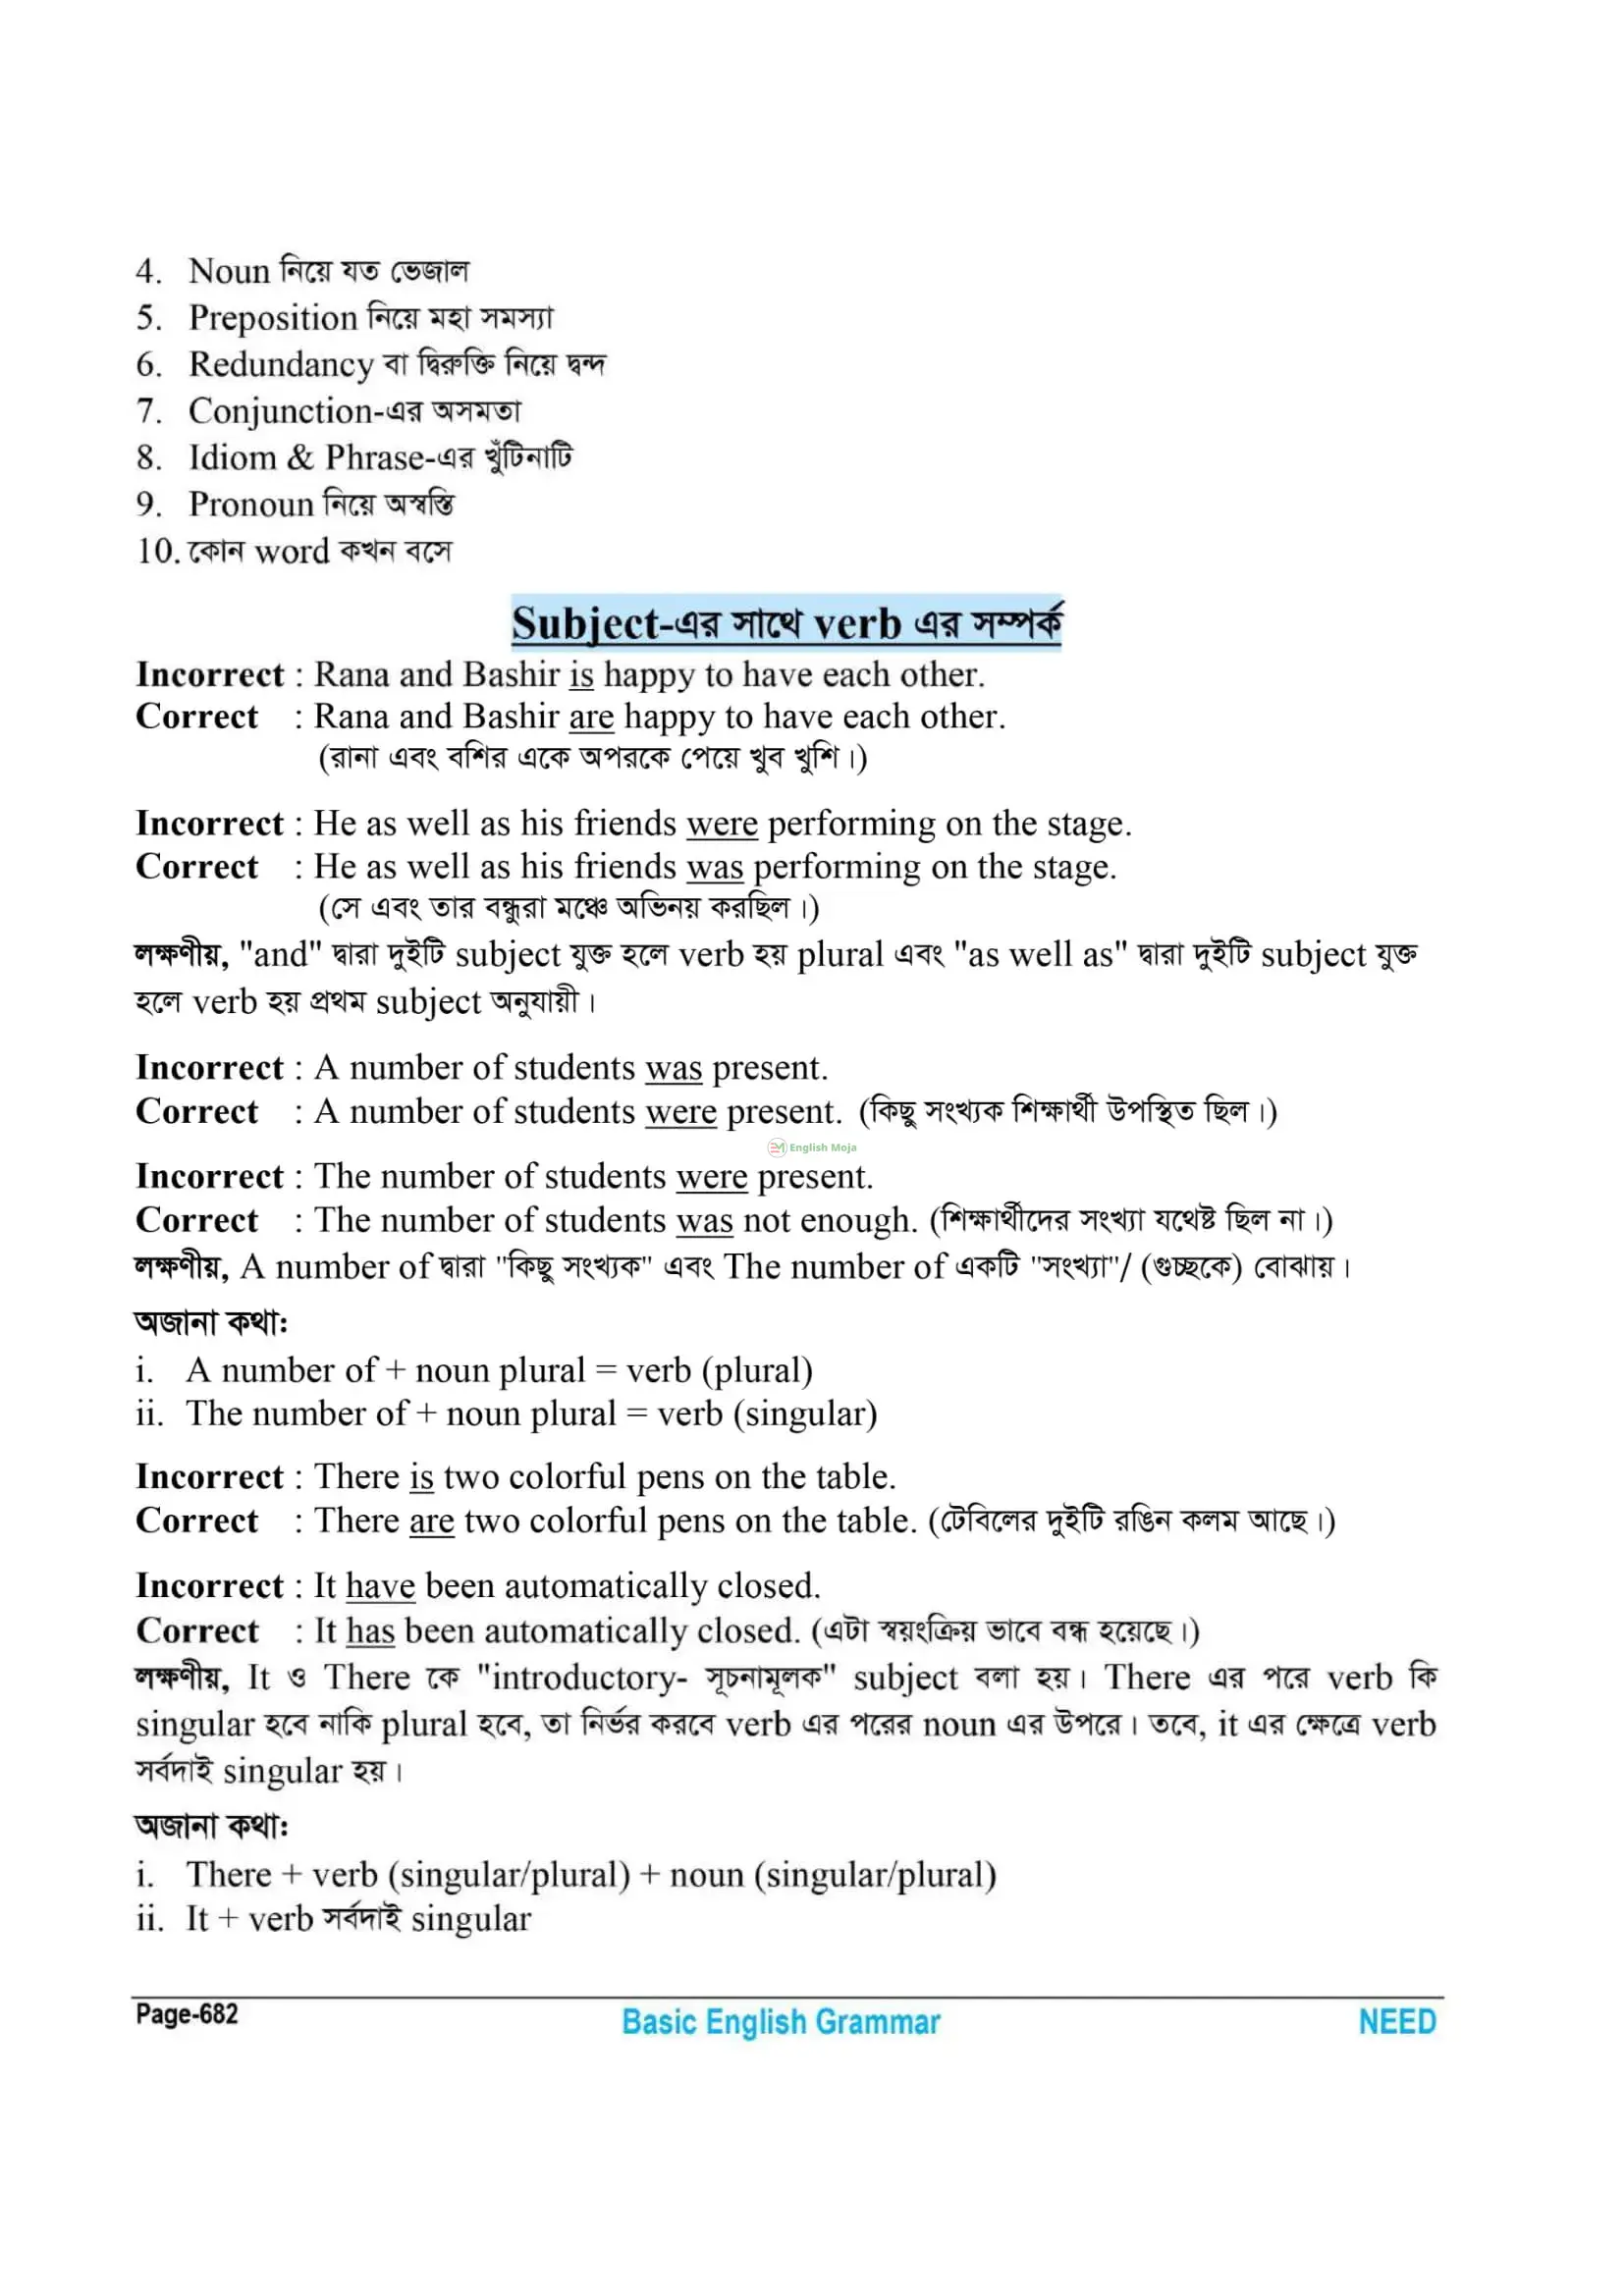 4. Noun নিয়ে যত ভেজাল
5. Preposition নিয়ে মহা সমস্যা
6. Redundancy বা দ্বিরুক্তি নিয়ে দ্বন্দ
7. Conjunction-এর অসমতা
8. Idiom & Phrase-এর খুঁটিনাটি
9. Pronoun নিয়ে অস্বস্তি
10. কোন word কখন বসে
Subject-এর সাথে verb এর সম্পর্ক
Incorrect : Rana and Bashir is happy to have each other.
Correct : Rana and Bashir are happy to have each other.
(রানা এবং বশির একে অপরকে পেয়ে খুব খুশি।)
Incorrect : He as well as his friends were performing on the stage.
Correct : He as well as his friends was performing on the stage.
(সে এবং তার বন্ধুরা মঞ্চে অভিনয় করছিল।)
লক্ষণীয়, "and" দ্বারা দুইটি subject যুক্ত হলে verb হয় plural এবং "as well as" দ্বারা দুইটি subject যুক্ত
হলে verb হয় প্রথম subject অনুযায়ী।
Incorrect : A number of students was present.
Correct : A number of students were present. (কিছু সংখ্যক শিক্ষার্থী উপস্থিত ছিল।)
English Moja
Incorrect : The number of students were present.
Correct : The number of students was not enough. (শিক্ষার্থীদের সংখ্যা যথেষ্ট ছিল না।)
লক্ষণীয়, A number of দ্বারা "কিছু সংখ্যক" এবং The number of একটি "সংখ্যা"/ (গুচ্ছকে) বোঝায়।
অজানা কথাঃ
i. A number of + noun plural = verb (plural)
ii. The number of + noun plural = verb (singular)
Incorrect : There is two colorful pens on the table.
Correct : There are two colorful pens on the table. (টেবিলের দুইটি রঙিন কলম আছে।)
Incorrect : It have been automatically closed.
Correct : It has been automatically closed. (এটা স্বয়ংক্রিয় ভাবে বন্ধ হয়েছে।)
লক্ষণীয়, It ও There কে "introductory- সূচনামূলক" subject বলা হয়। There এর পরে verb কি
singular হবে নাকি plural হবে, তা নির্ভর করবে verb এর পরের noun এর উপরে। তবে, it এর ক্ষেত্রে verb
সর্বদাই singular হয়।
অজানা কথাঃ
i. There + verb (singular/plural) + noun (singular/plural)
ii. It + verb সর্বদাই singular
Page-682 Basic English Grammar NEED